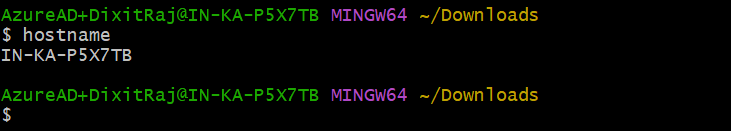 AzureAD+DixitRaj@IN-KA-P5X7TB MINGW64 ~/Downloads
$ hostname
IN-KA-P5X7TB
AzureAD+DixitRaj@IN-KA-P5X7TB MINGW64 ~/Downloads
$